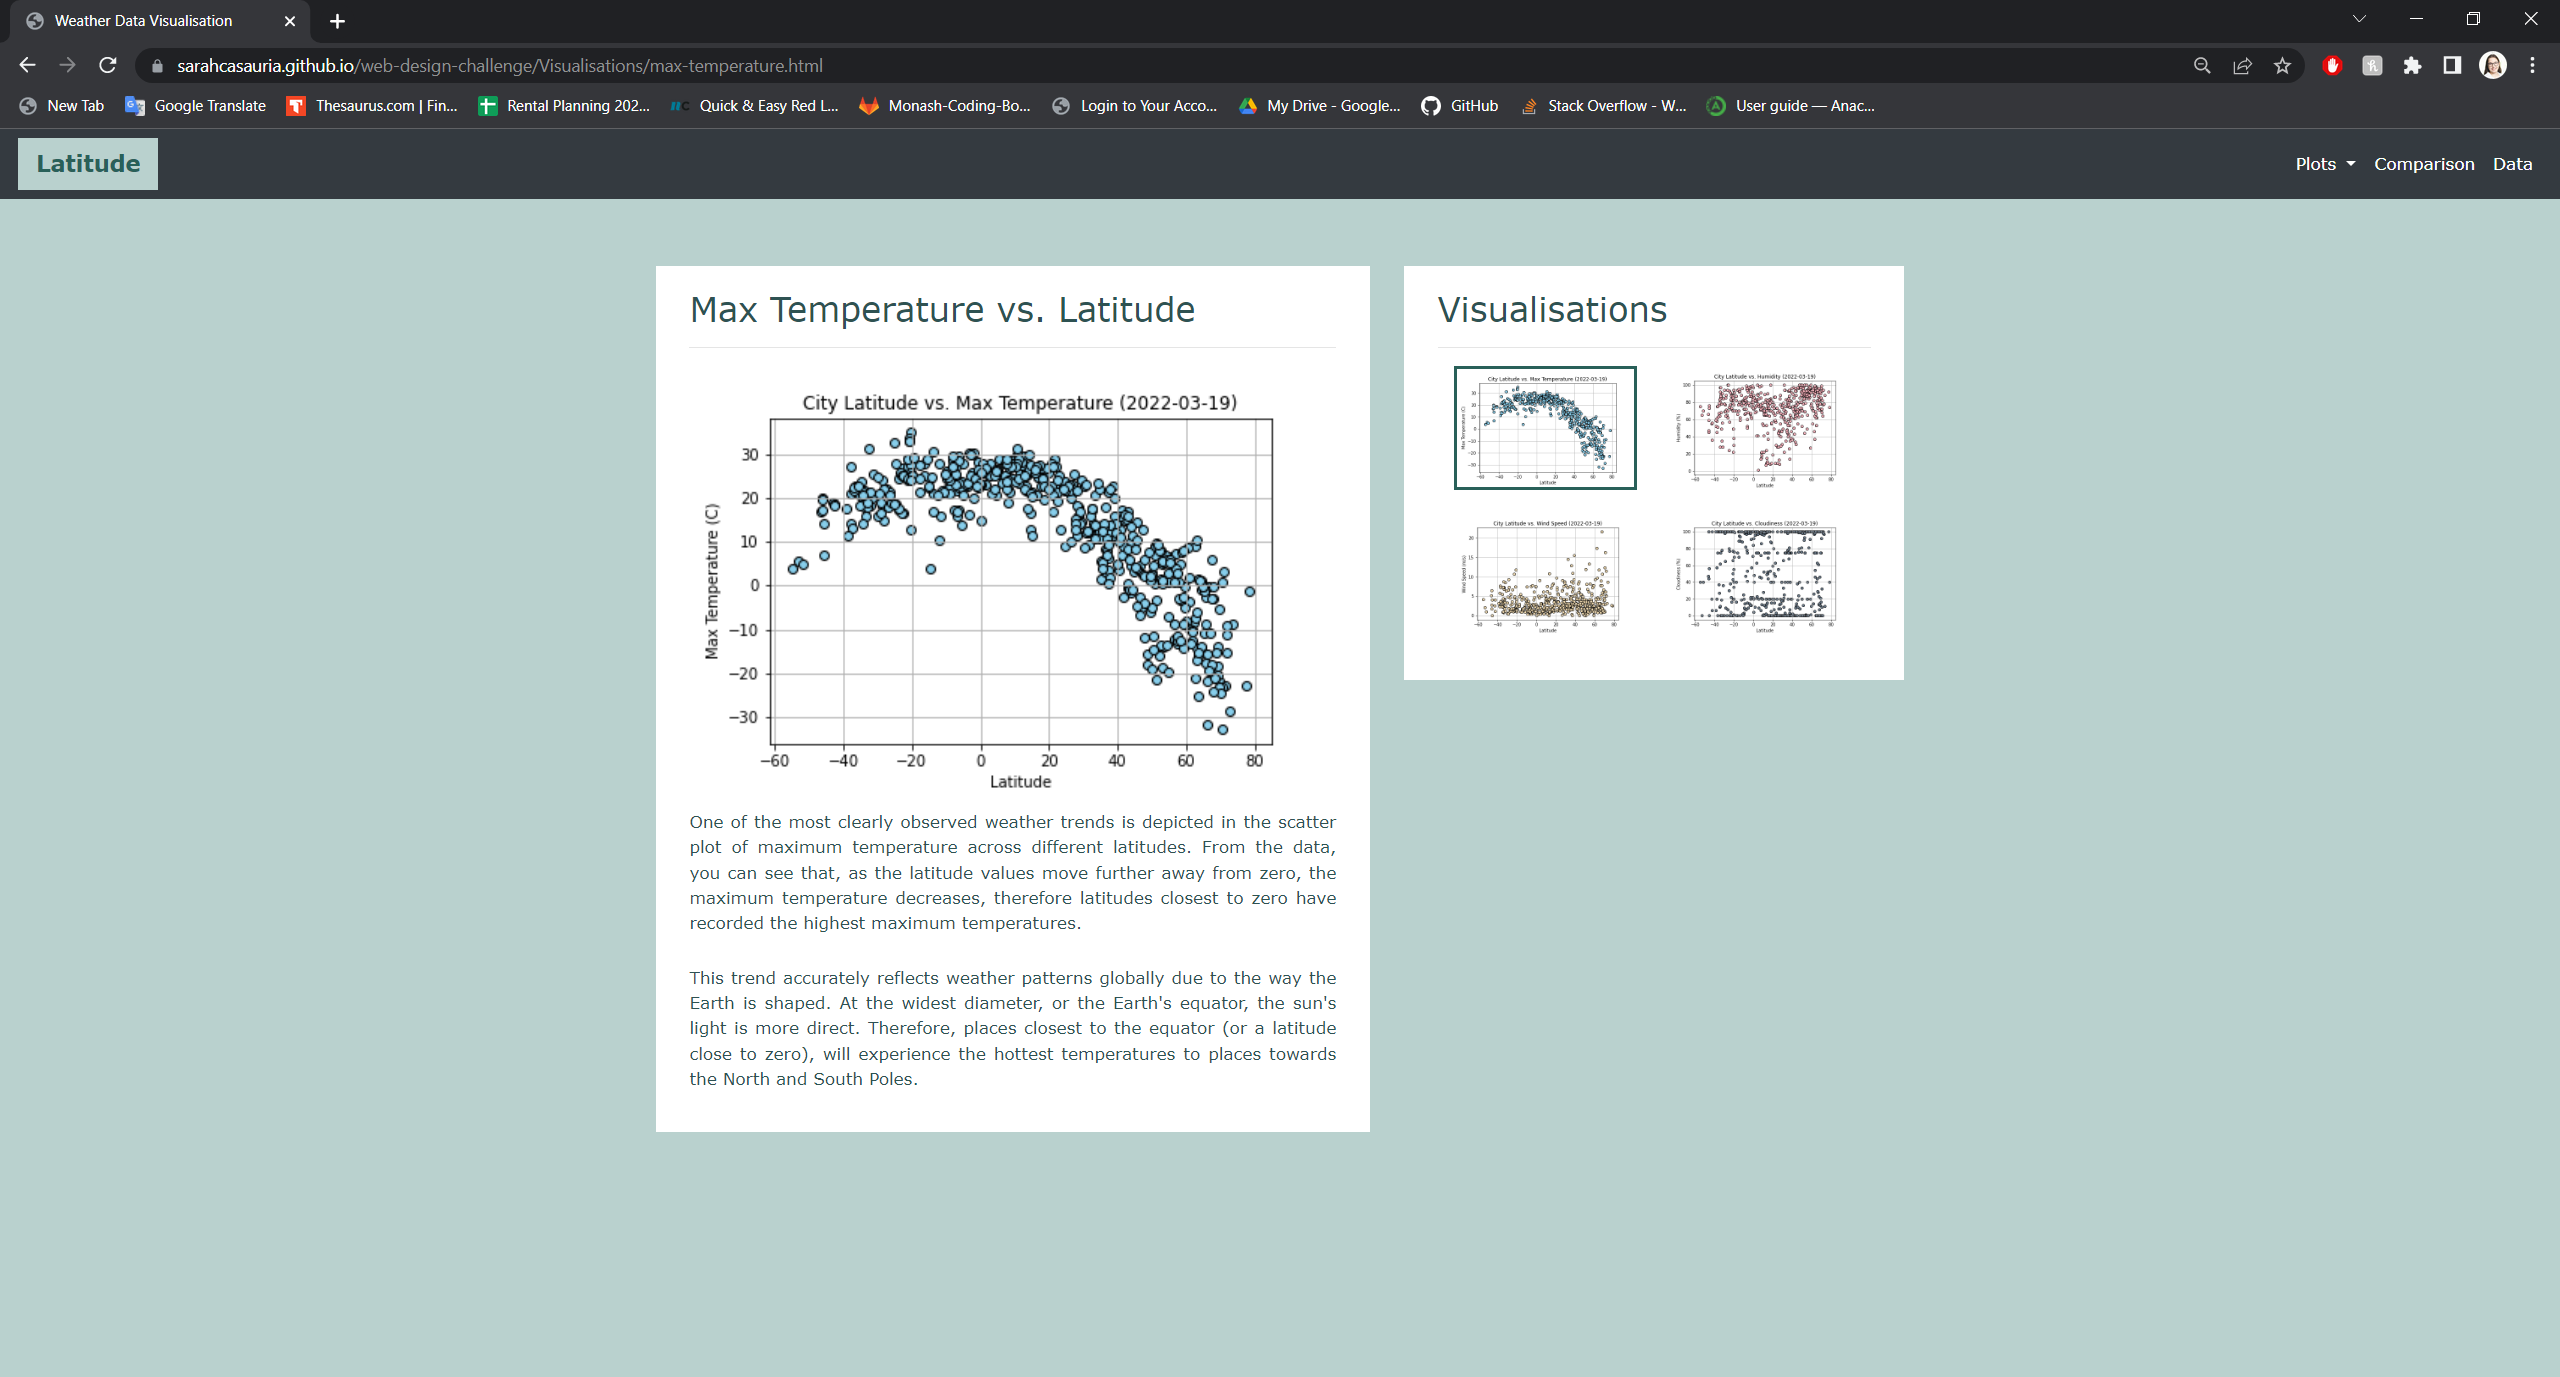 Weather Data Visualisation
sarahcasauria.github.io/web-design-challenge/Visualisations/max-temperature.html
New Tab Google Translate Thesaurus.com | Fin... Rental Planning 202... Quick & Easy Red L... Monash-Coding-Bo... Login to Your Acco... My Drive - Google... GitHub Stack Overflow - W... User guide — Anac...
Latitude
Plots Comparison Data
Max Temperature vs. Latitude
City Latitude vs. Max Temperature (2022-03-19)
30
20
10
0
−10
−20
−30
Max Temperature (C)
−60 −40 −20 0 20 40 60 80
Latitude
One of the most clearly observed weather trends is depicted in the scatter
plot of maximum temperature across different latitudes. From the data,
you can see that, as the latitude values move further away from zero, the
maximum temperature decreases, therefore latitudes closest to zero have
recorded the highest maximum temperatures.
This trend accurately reflects weather patterns globally due to the way the
Earth is shaped. At the widest diameter, or the Earth's equator, the sun's
light is more direct. Therefore, places closest to the equator (or a latitude
close to zero), will experience the hottest temperatures to places towards
the North and South Poles.
Visualisations
City Latitude vs. Max Temperature (2022-03-19)
Max Temperature (C)
Latitude
City Latitude vs. Humidity (2022-03-19)
Humidity (%)
Latitude
City Latitude vs. Wind Speed (2022-03-19)
Wind Speed (m/s)
Latitude
City Latitude vs. Cloudiness (2022-03-19)
Cloudiness (%)
Latitude